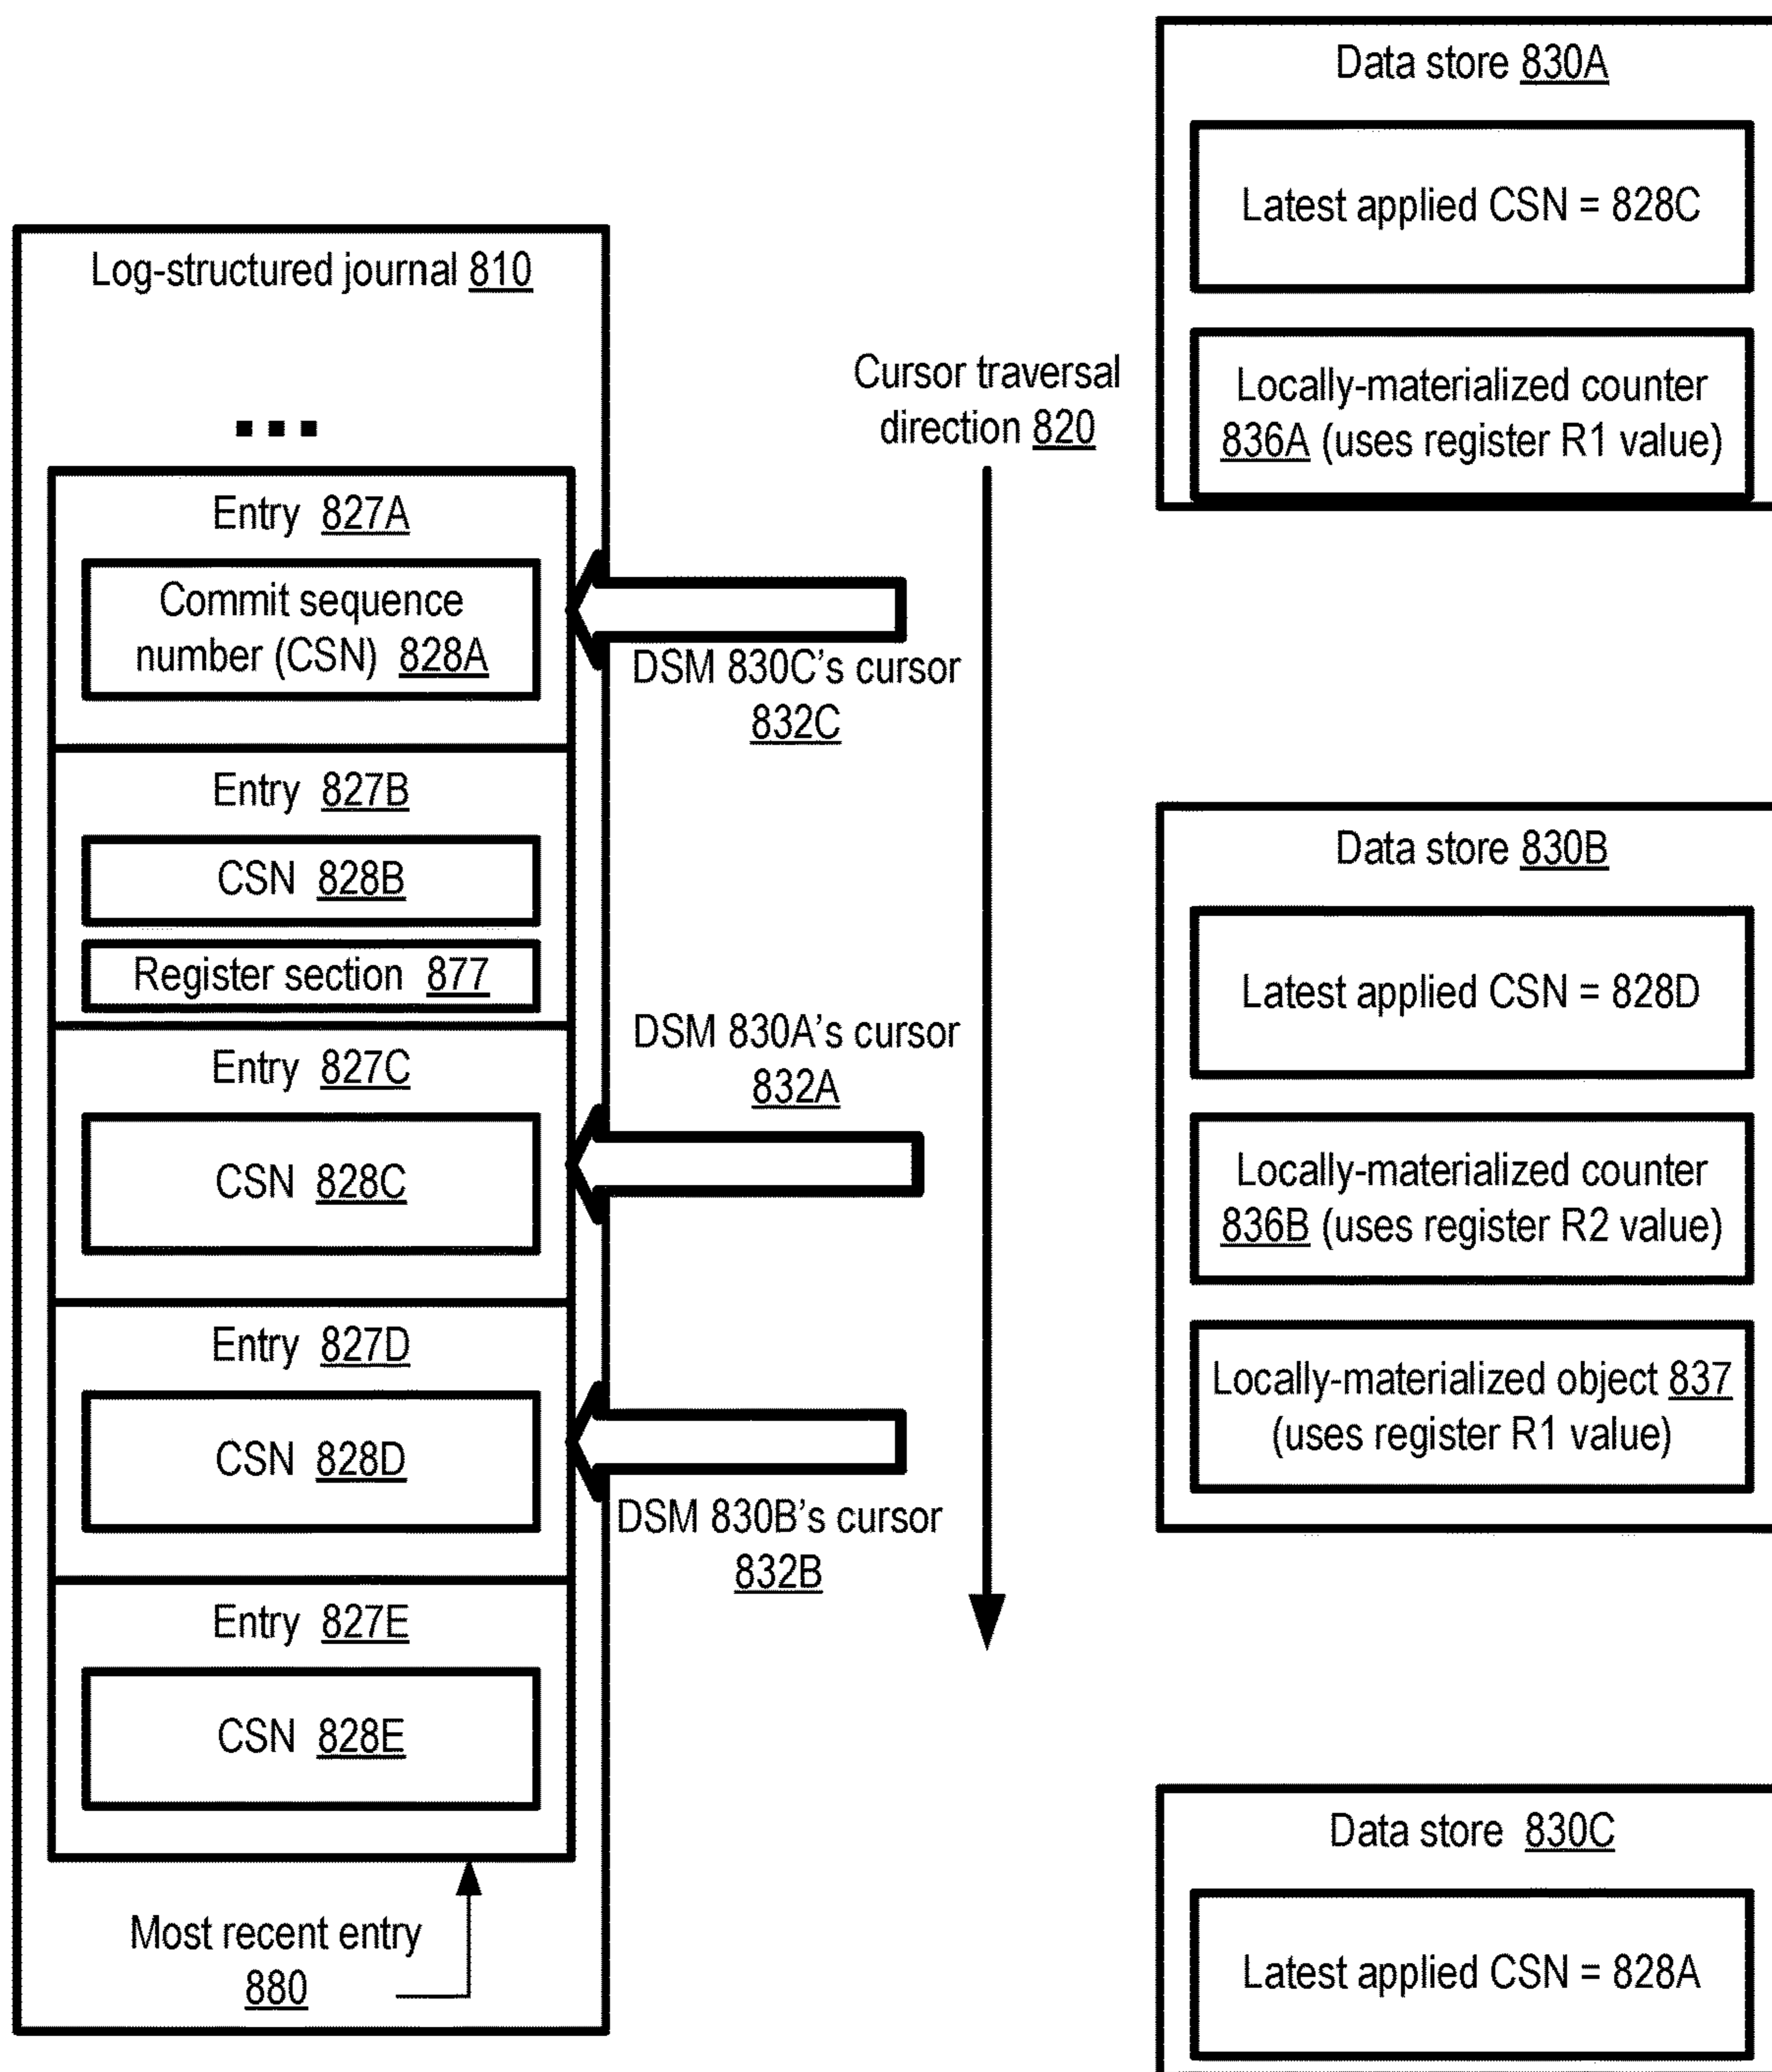 Log-structured journal 810
Entry 827A
Commit sequence
number (CSN) 828A
Entry 827B
CSN 828B
Register section 877
Entry 827C
CSN 828C
Entry 827D
CSN 828D
Entry 827E
CSN 828E
Most recent entry
880
DSM 830C's cursor
832C
DSM 830A's cursor
832A
DSM 830B's cursor
832B
Cursor traversal
direction 820
Data store 830A
Latest applied CSN = 828C
Locally-materialized counter
836A (uses register R1 value)
Data store 830B
Latest applied CSN = 828D
Locally-materialized counter
836B (uses register R2 value)
Locally-materialized object 837
(uses register R1 value)
Data store 830C
Latest applied CSN = 828A